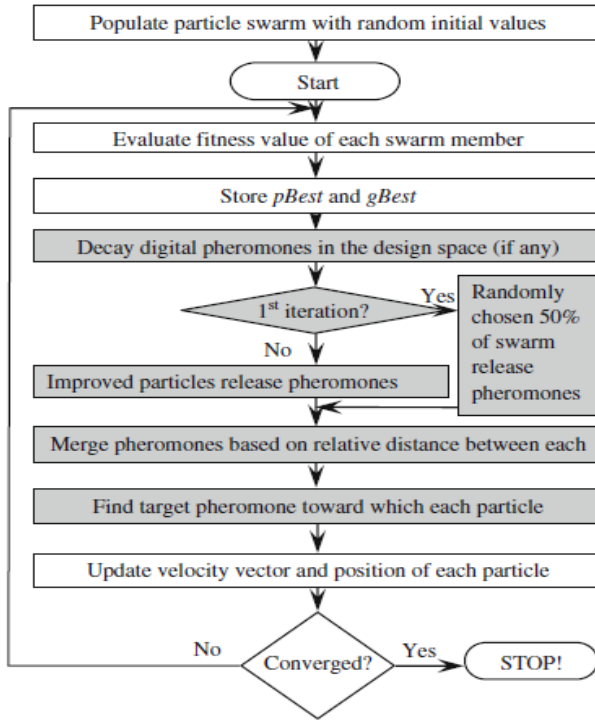 Populate particle swarm with random initial values
Start
Evaluate fitness value of each swarm member
Store pBest and gBest
Decay digital pheromones in the design space (if any)
1st iteration?
Yes
Randomly
chosen 50%
of swarm
release
pheromones
No
Improved particles release pheromones
Merge pheromones based on relative distance between each
Find target pheromone toward which each particle
Update velocity vector and position of each particle
No
Converged?
Yes
STOP!